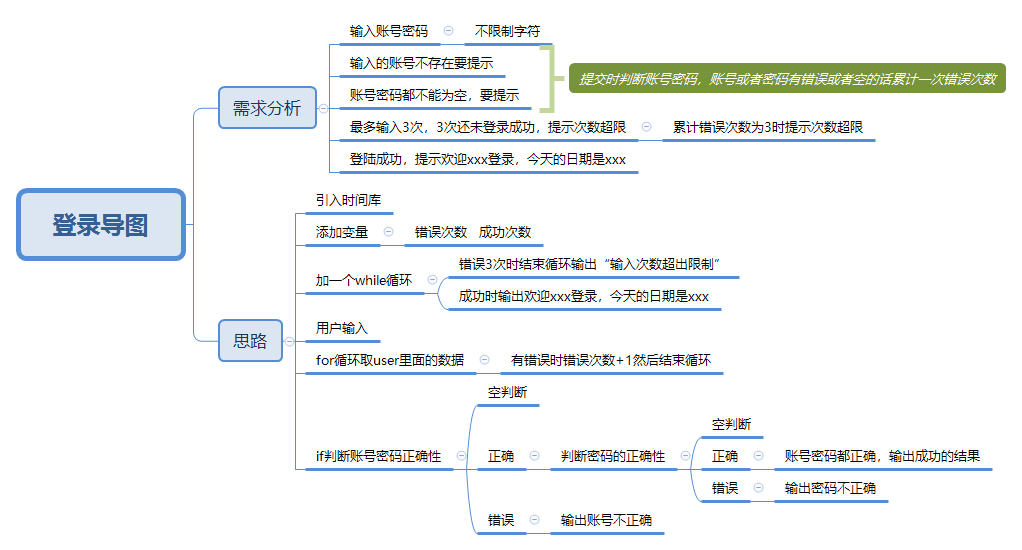 登录导图
需求分析
输入账号密码
不限制字符
输入的账号不存在要提示
账号密码都不能为空，要提示
提交时判断账号密码，账号或者密码有错误或者空的话累计一次错误次数
最多输入3次，3次还未登录成功，提示次数超限
累计错误次数为3时提示次数超限
登陆成功，提示欢迎xxx登录，今天的日期是xxx
思路
引入时间库
添加变量
错误次数 成功次数
加一个while循环
错误3次时结束循环输出“输入次数超出限制”
成功时输出欢迎xxx登录，今天的日期是xxx
用户输入
for循环取user里面的数据
有错误时错误次数+1然后结束循环
if判断账号密码正确性
空判断
正确
判断密码的正确性
空判断
正确
账号密码都正确，输出成功的结果
错误
输出密码不正确
错误
输出账号不正确